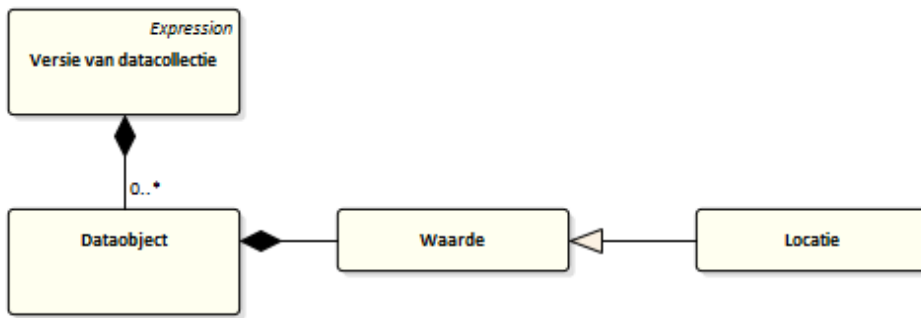 Expression
Versie van datacollectie
0..*
Dataobject
Waarde
Locatie